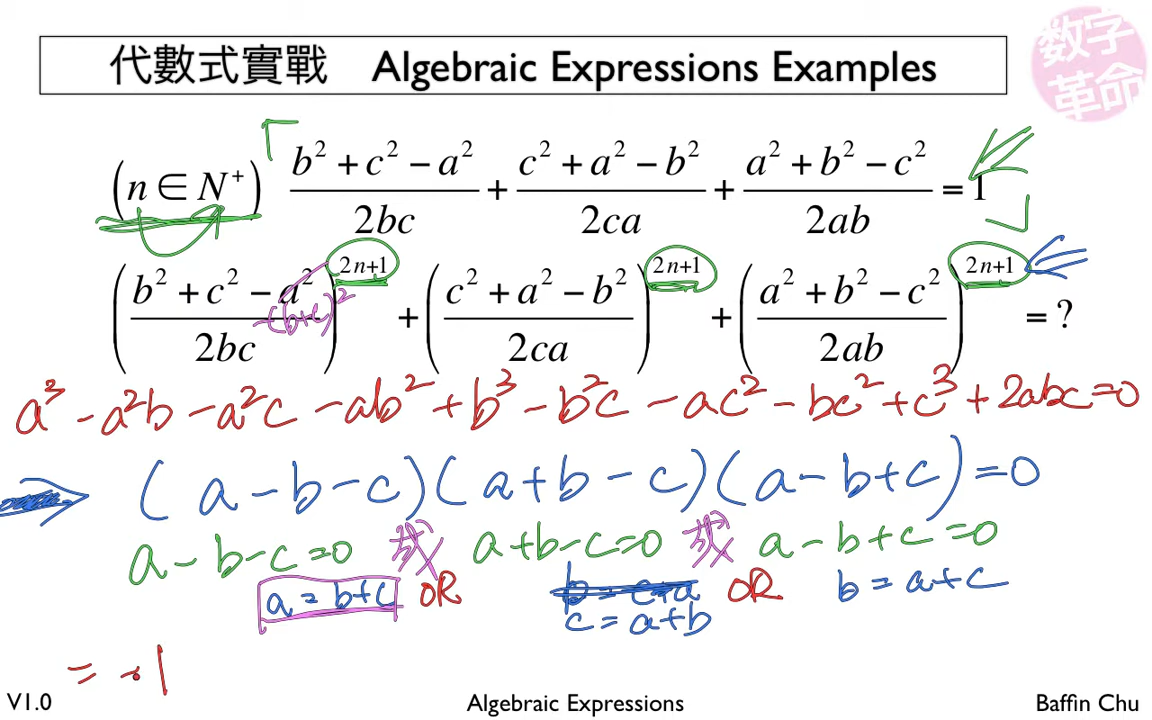 代數式實戰 Algebraic Expressions Examples
数字
革命
(n ∈ N⁺) (b² + c² − a²)/2bc + (c² + a² − b²)/2ca + (a² + b² − c²)/2ab = 1
((b² + c² − a²)/2bc)²ⁿ⁺¹ + ((c² + a² − b²)/2ca)²ⁿ⁺¹ + ((a² + b² − c²)/2ab)²ⁿ⁺¹ = ?
−(b+c)²
a³ − a²b − a²c − ab² + b³ − b²c − ac² − bc² + c³ + 2abc = 0
(a − b − c)(a + b − c)(a − b + c) = 0
a − b − c = 0 或 a + b − c = 0 或 a − b + c = 0
a = b + c OR b = c + a OR b = a + c
c = a + b
= −1
V1.0 Algebraic Expressions Baffin Chu